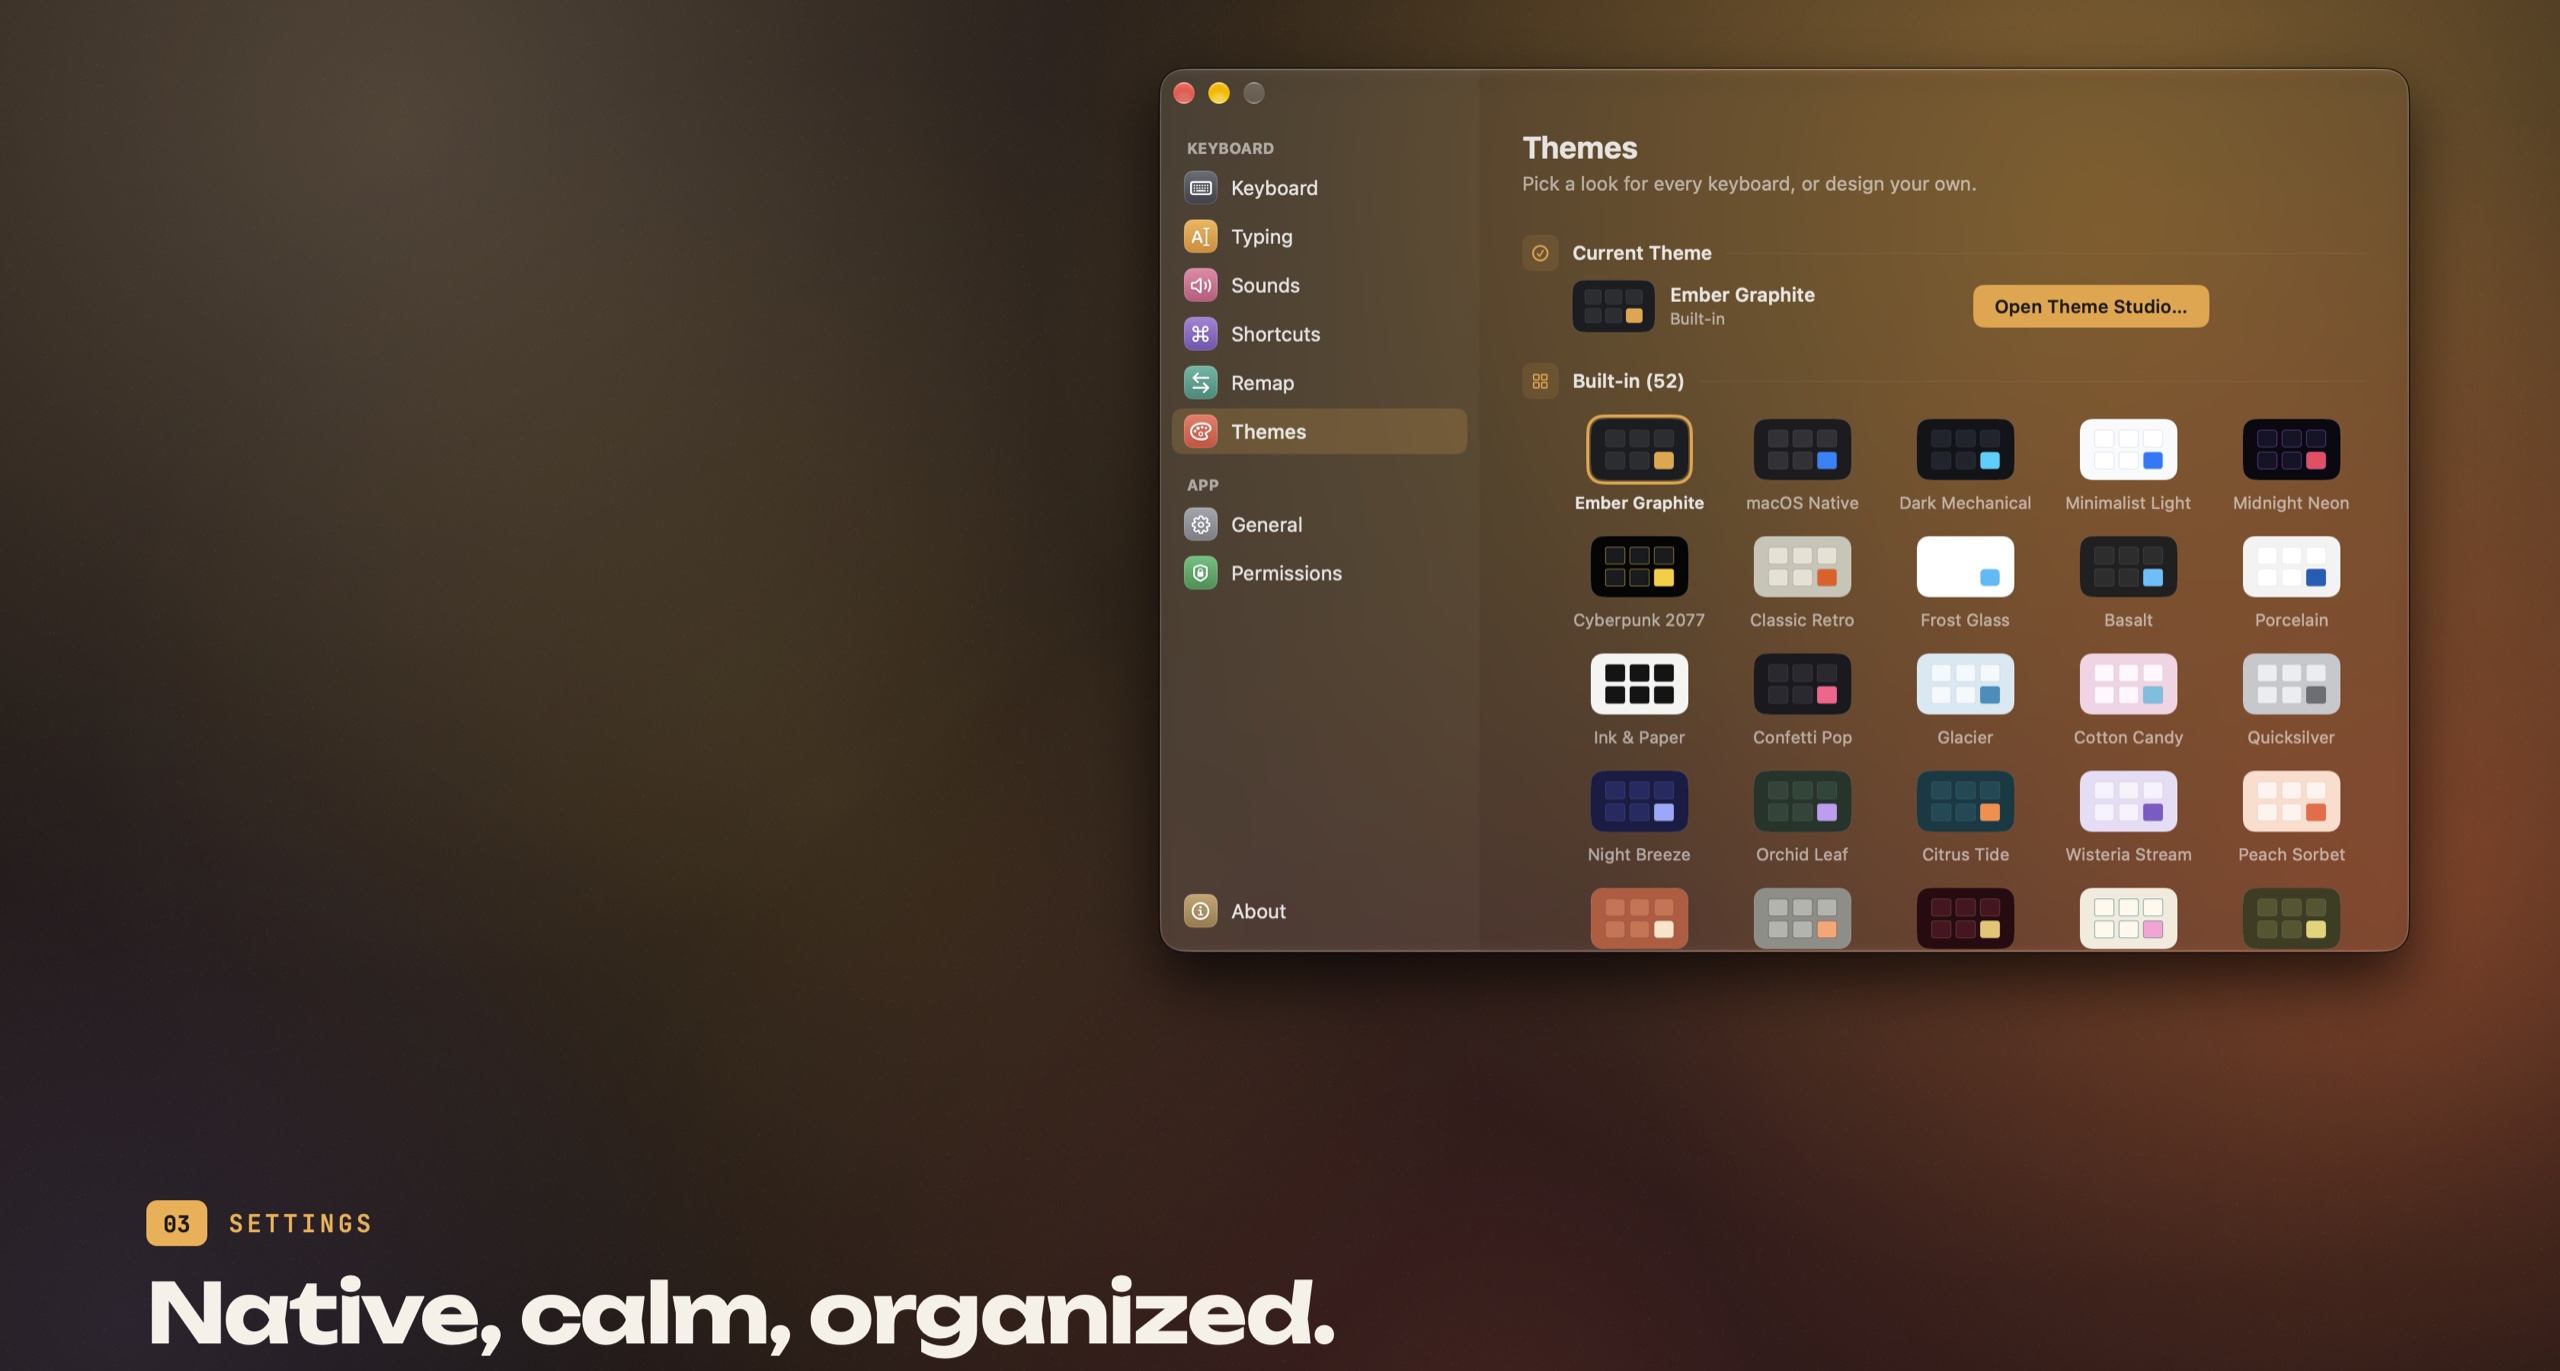 KEYBOARD
Keyboard
Typing
Sounds
Shortcuts
Remap
Themes
APP
General
Permissions
About
Themes
Pick a look for every keyboard, or design your own.
Current Theme
Ember Graphite
Built-in
Open Theme Studio...
Built-in (52)
Ember Graphite
macOS Native
Dark Mechanical
Minimalist Light
Midnight Neon
Cyberpunk 2077
Classic Retro
Frost Glass
Basalt
Porcelain
Ink & Paper
Confetti Pop
Glacier
Cotton Candy
Quicksilver
Night Breeze
Orchid Leaf
Citrus Tide
Wisteria Stream
Peach Sorbet
03 SETTINGS
Native, calm, organized.